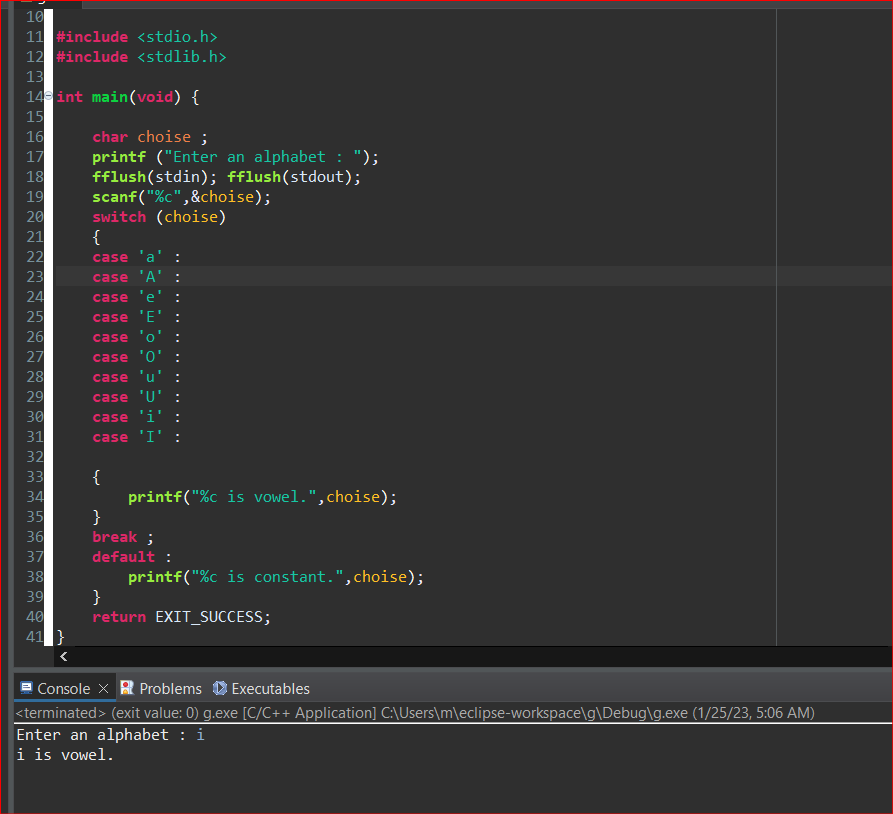 10
11 #include <stdio.h>
12 #include <stdlib.h>
13
14 int main(void) {
15
16 char choise ;
17 printf ("Enter an alphabet : ");
18 fflush(stdin); fflush(stdout);
19 scanf("%c",&choise);
20 switch (choise)
21 {
22 case 'a' :
23 case 'A' :
24 case 'e' :
25 case 'E' :
26 case 'o' :
27 case 'O' :
28 case 'u' :
29 case 'U' :
30 case 'i' :
31 case 'I' :
32
33 {
34 printf("%c is vowel.",choise);
35 }
36 break ;
37 default :
38 printf("%c is constant.",choise);
39 }
40 return EXIT_SUCCESS;
41 }
Console Problems Executables
<terminated> (exit value: 0) g.exe [C/C++ Application] C:\Users\m\eclipse-workspace\g\Debug\g.exe (1/25/23, 5:06 AM)
Enter an alphabet : i
i is vowel.